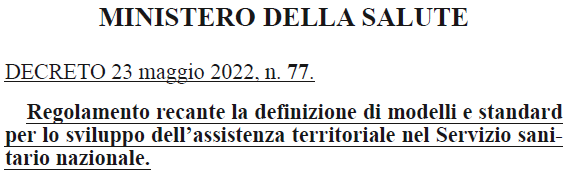 MINISTERO DELLA SALUTE
DECRETO 23 maggio 2022, n. 77.
Regolamento recante la definizione di modelli e standard
per lo sviluppo dell’assistenza territoriale nel Servizio sani-
tario nazionale.